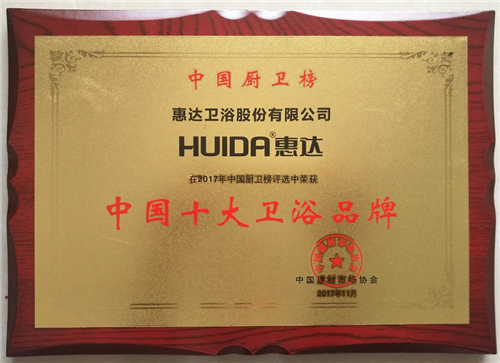 中国厨卫榜
惠达卫浴股份有限公司
HUIDA®惠达
在2017年中国厨卫榜评选中荣获
中国十大卫浴品牌
中国建材市场协会
2017年11月